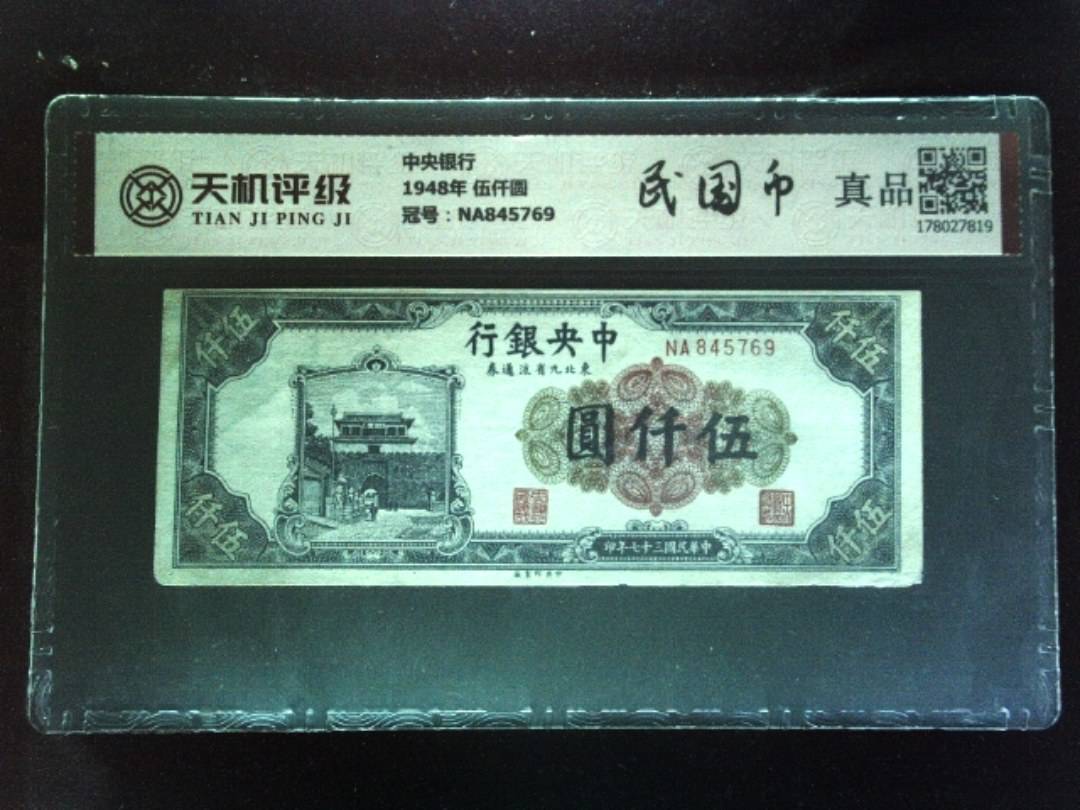 天机评级
TIAN JI PING JI
中央银行
1948年 伍仟圆
冠号：NA845769
民国币
真品
178027819
行銀央中
NA845769
券通流省九北東
圓仟伍
仟伍
仟伍
仟伍
仟伍
印年七十三國民華中